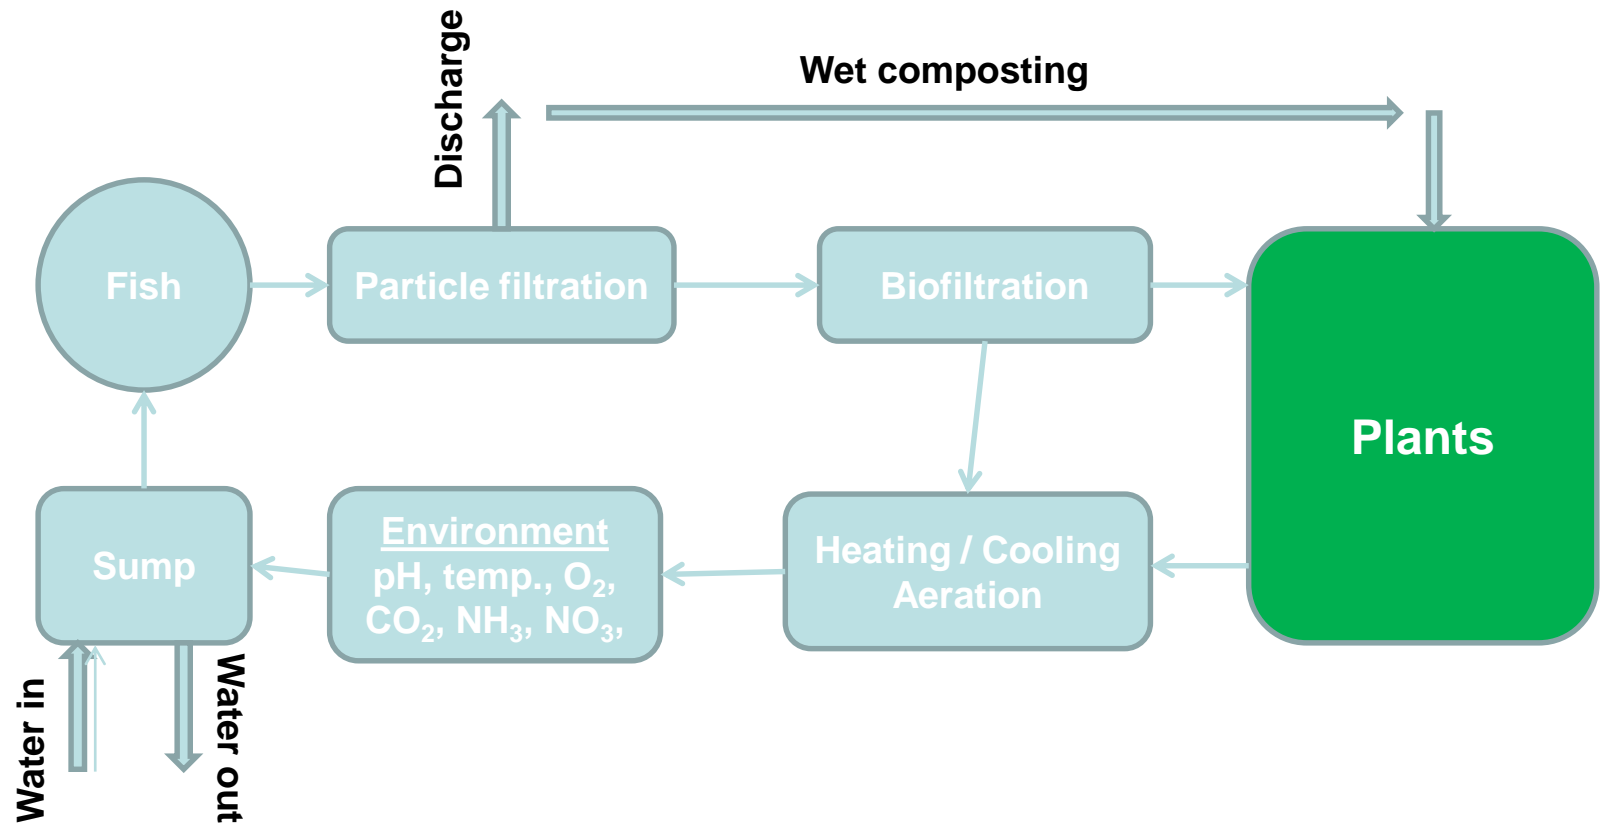 Discharge
Wet composting
Fish
Particle filtration
Biofiltration
Plants
Sump
Environment
pH, temp., O₂,
CO₂, NH₃, NO₃,
Heating / Cooling
Aeration
Water in
Water out